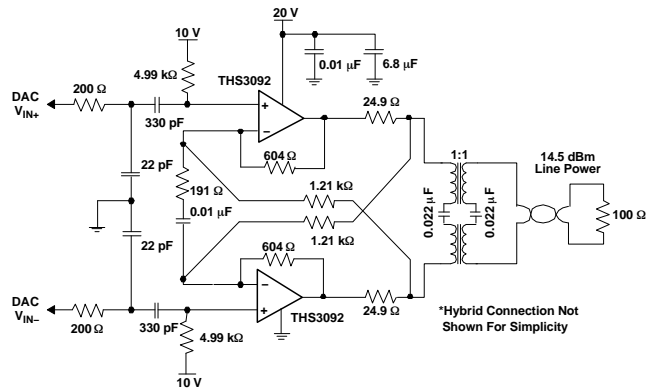 20 V
10 V
0.01 µF
6.8 µF
4.99 kΩ
THS3092
DAC
VIN+
200 Ω
24.9 Ω
330 pF
+
−
1:1
14.5 dBm
Line Power
22 pF
604 Ω
191 Ω
1.21 kΩ
0.01 µF
1.21 kΩ
0.022 µF
0.022 µF
100 Ω
22 pF
604 Ω
−
+
24.9 Ω
*Hybrid Connection Not
Shown For Simplicity
DAC
VIN−
200 Ω
330 pF
THS3092
4.99 kΩ
10 V